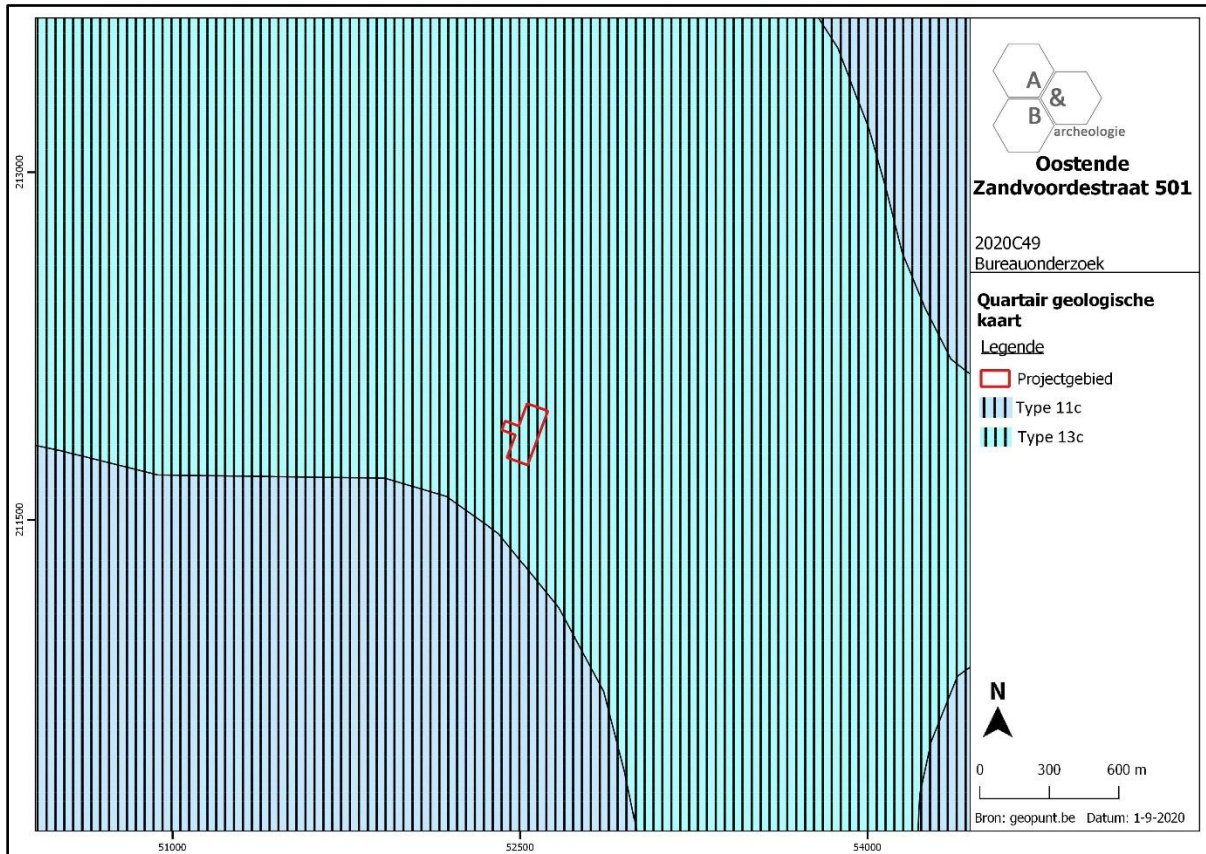 213000
211500
51000
52500
54000
A
&
B
archeologie
Oostende
Zandvoordestraat 501
2020C49
Bureauonderzoek
Quartair geologische
kaart
Legende
Projectgebied
Type 11c
Type 13c
N
0 300 600 m
Bron: geopunt.be Datum: 1-9-2020